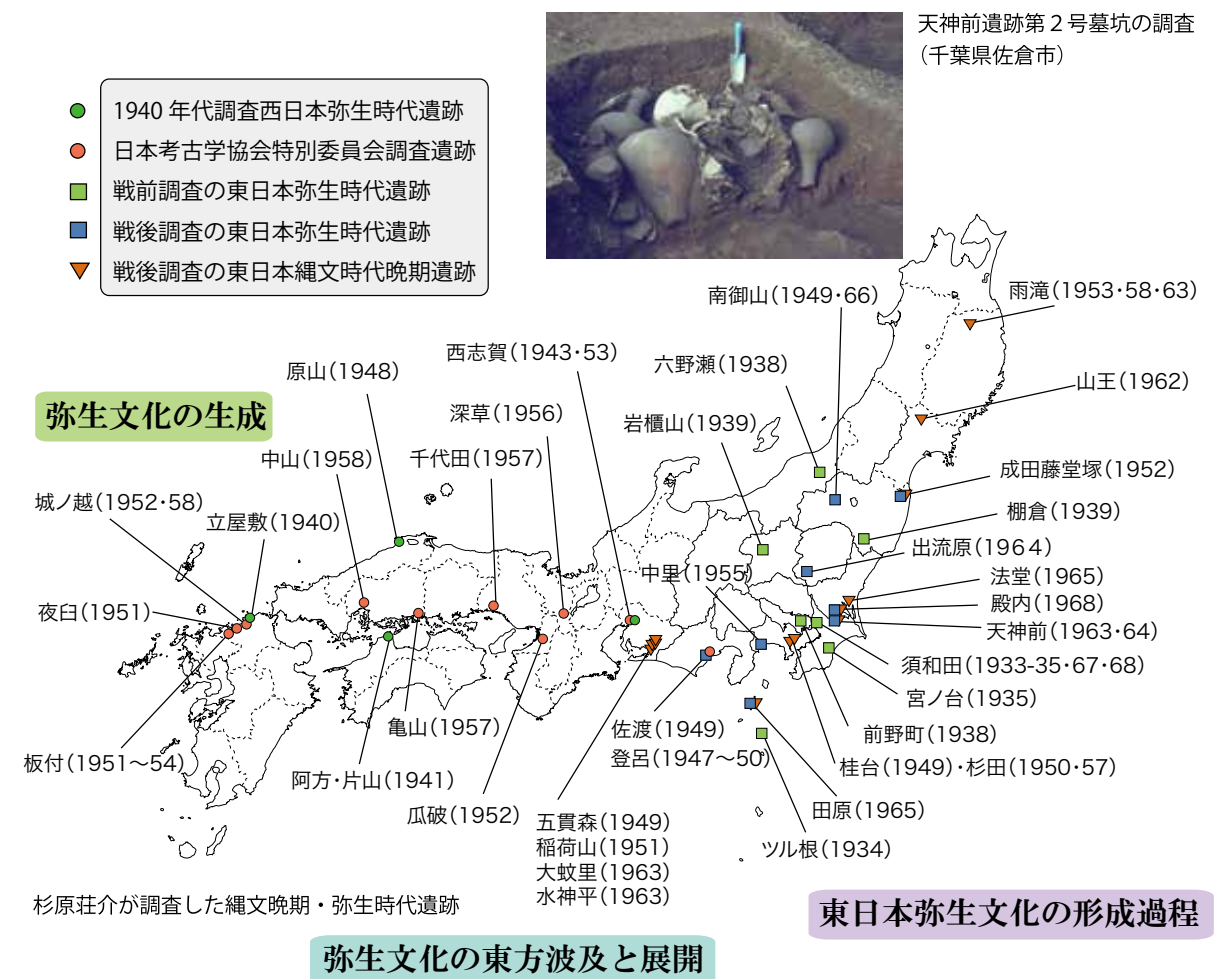 天神前遺跡第２号墓坑の調査
（千葉県佐倉市）
1940 年代調査西日本弥生時代遺跡
日本考古学協会特別委員会調査遺跡
戦前調査の東日本弥生時代遺跡
戦後調査の東日本弥生時代遺跡
戦後調査の東日本縄文時代晩期遺跡
弥生文化の生成
南御山（1949・66）
雨滝（1953・58・63）
西志賀（1943・53）
六野瀬（1938）
原山（1948）
山王（1962）
深草（1956）
岩櫃山（1939）
中山（1958）
千代田（1957）
成田藤堂塚（1952）
城ノ越（1952・58）
立屋敷（1940）
棚倉（1939）
出流原（1964）
中里（1955）
法堂（1965）
夜臼（1951）
殿内（1968）
天神前（1963・64）
須和田（1933-35・67・68）
宮ノ台（1935）
亀山（1957）
佐渡（1949）
登呂（1947～50）
前野町（1938）
板付（1951～54）
阿方・片山（1941）
桂台（1949）・杉田（1950・57）
瓜破（1952）
田原（1965）
五貫森（1949）
稲荷山（1951）
大蚊里（1963）
水神平（1963）
ツル根（1934）
杉原荘介が調査した縄文晩期・弥生時代遺跡
東日本弥生文化の形成過程
弥生文化の東方波及と展開